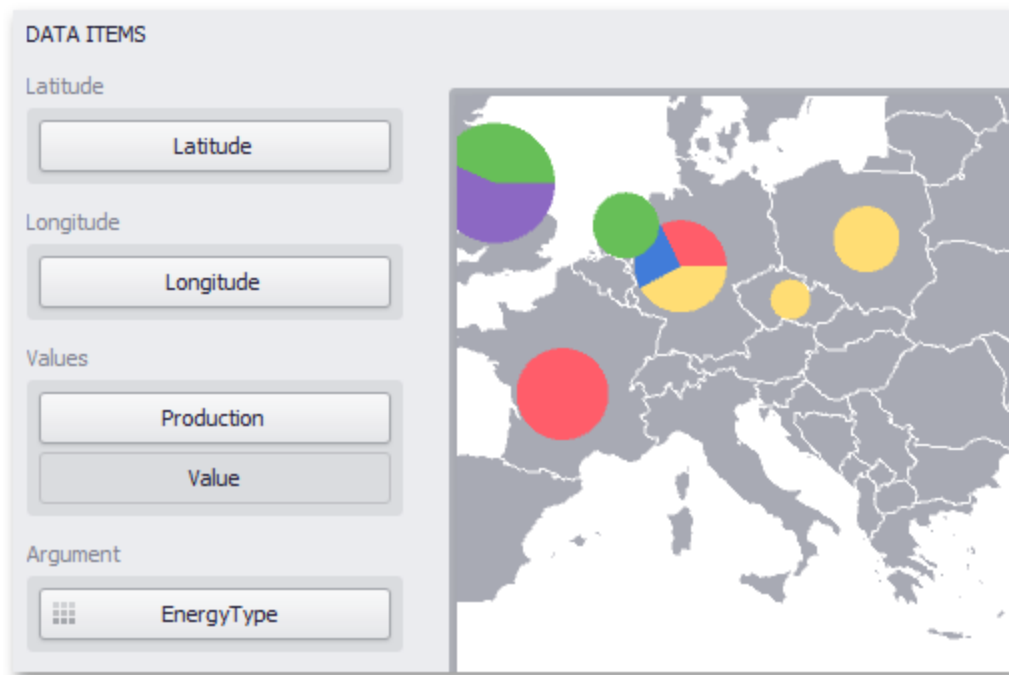 DATA ITEMS
Latitude
Latitude
Longitude
Longitude
Values
Production
Value
Argument
EnergyType